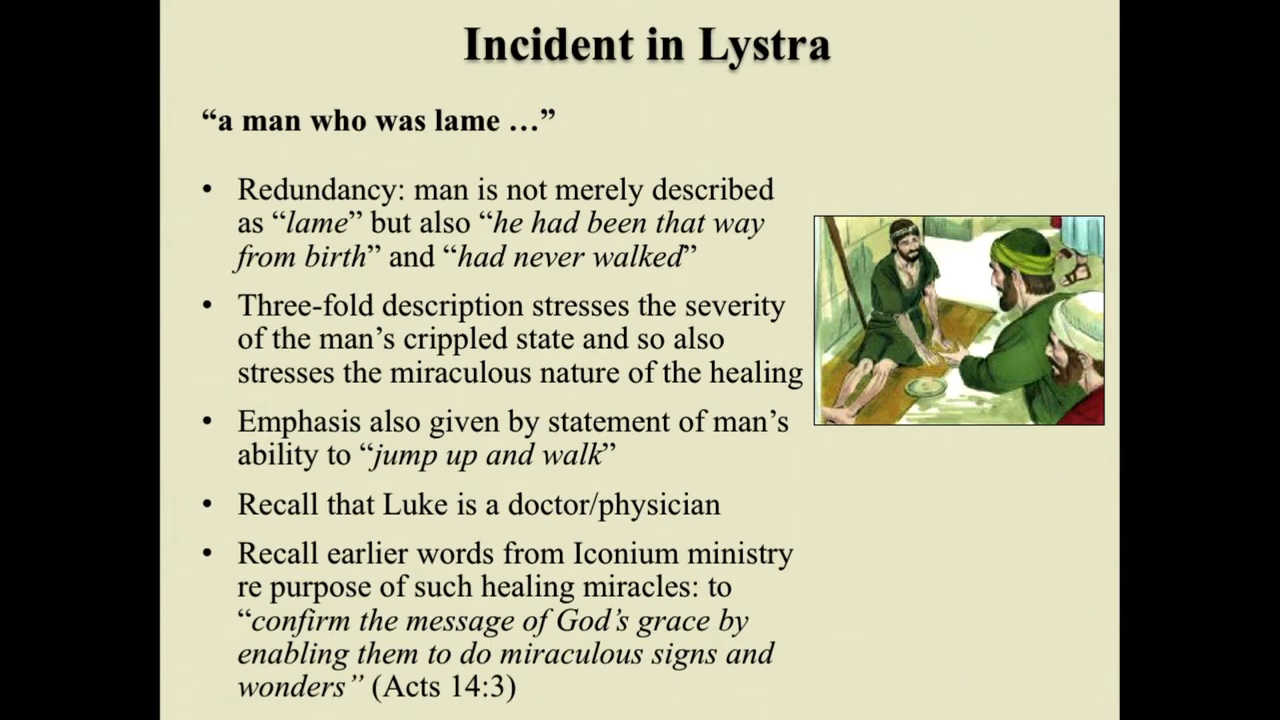 Incident in Lystra
“a man who was lame …”
• Redundancy: man is not merely described
as “lame” but also “he had been that way
from birth” and “had never walked”
• Three-fold description stresses the severity
of the man’s crippled state and so also
stresses the miraculous nature of the healing
• Emphasis also given by statement of man’s
ability to “jump up and walk”
• Recall that Luke is a doctor/physician
• Recall earlier words from Iconium ministry
re purpose of such healing miracles: to
“confirm the message of God’s grace by
enabling them to do miraculous signs and
wonders” (Acts 14:3)